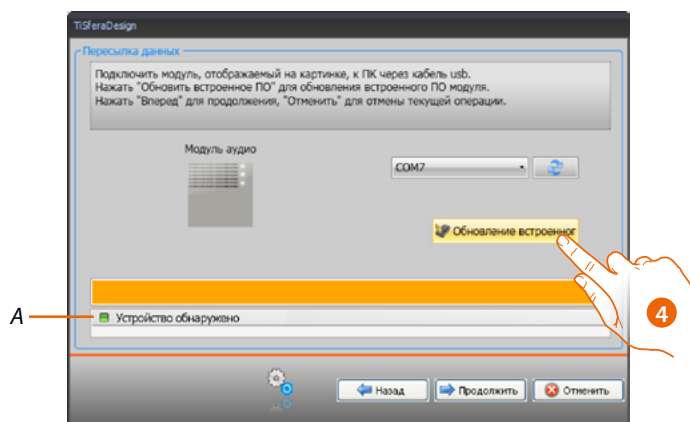 TiSferaDesign
Пересылка данных
Подключить модуль, отображаемый на картинке, к ПК через кабель usb.
Нажать "Обновить встроенное ПО" для обновления встроенного ПО модуля.
Нажать "Вперед" для продолжения, "Отменить" для отмены текущей операции.
Модуль аудио
COM7
Обновление встроенног
A
Устройство обнаружено
4
Назад
Продолжить
Отменить